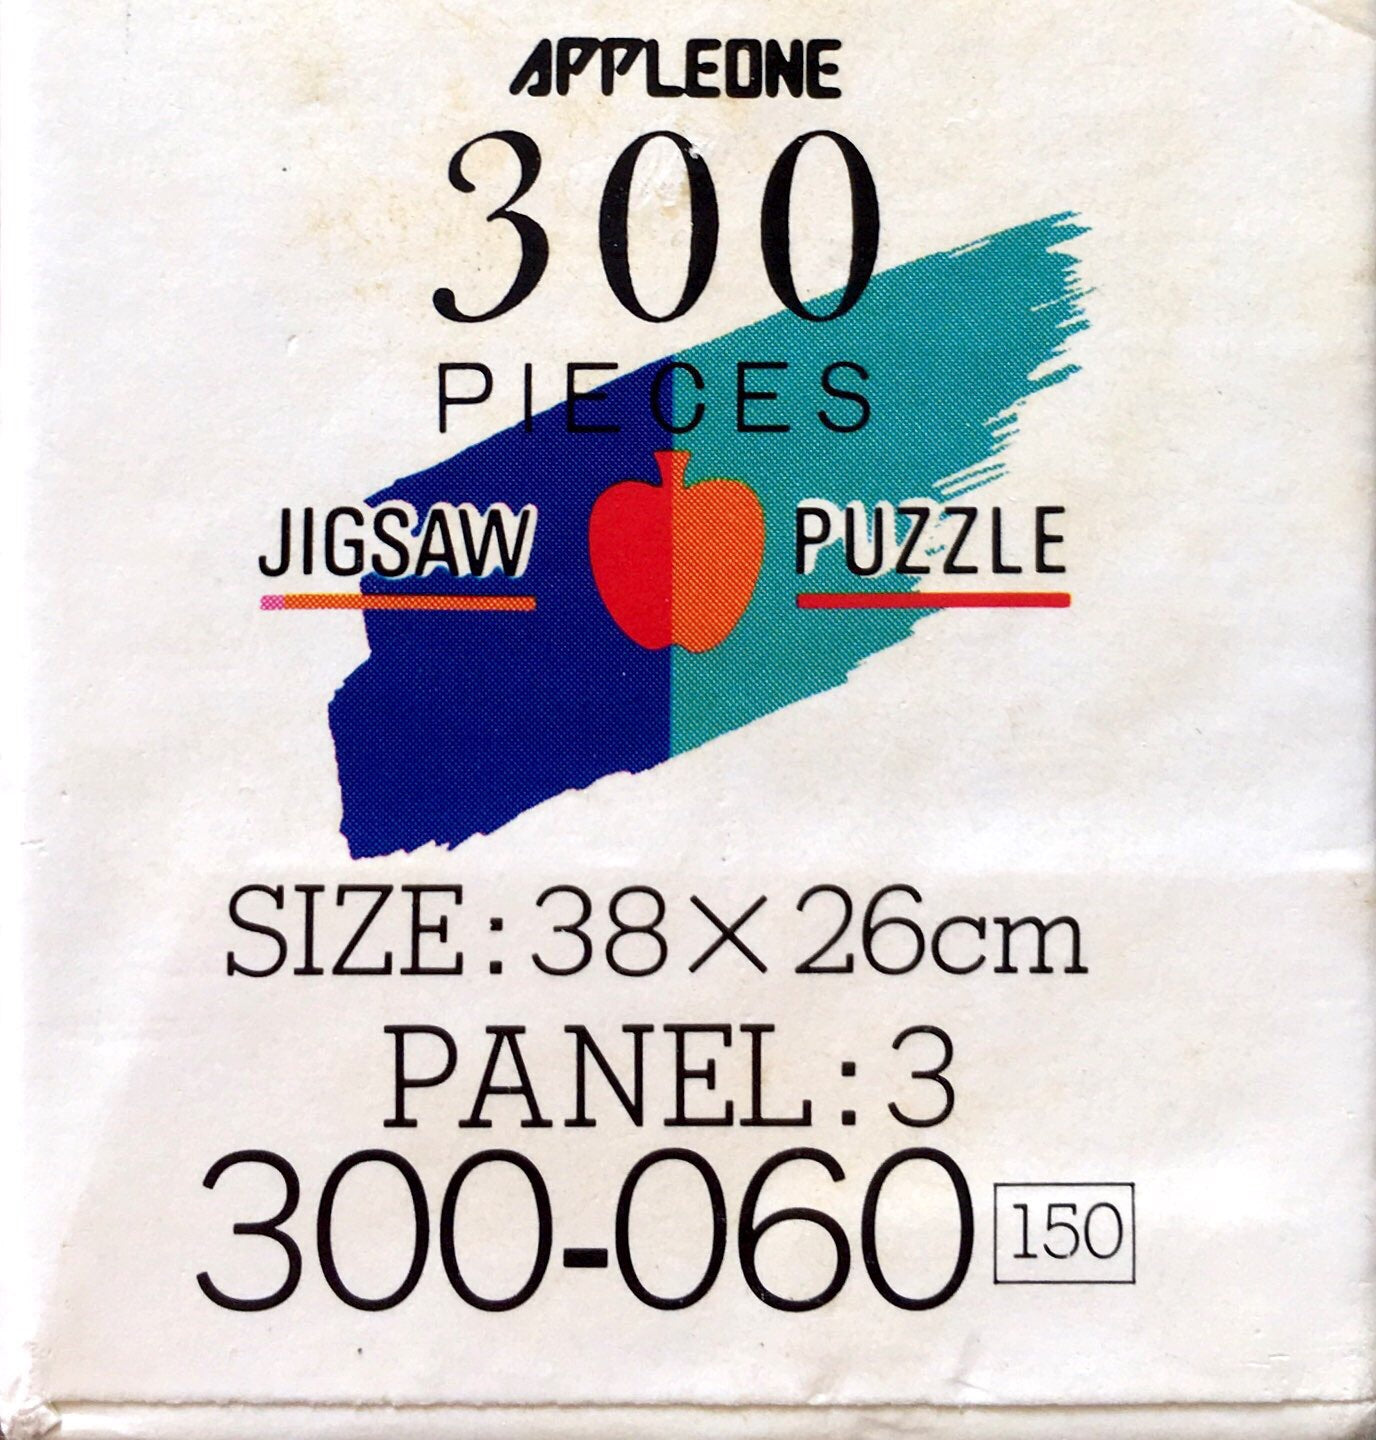 APPLEONE
300
PIECES
JIGSAW PUZZLE
SIZE:38×26cm
PANEL:3
300-060 150